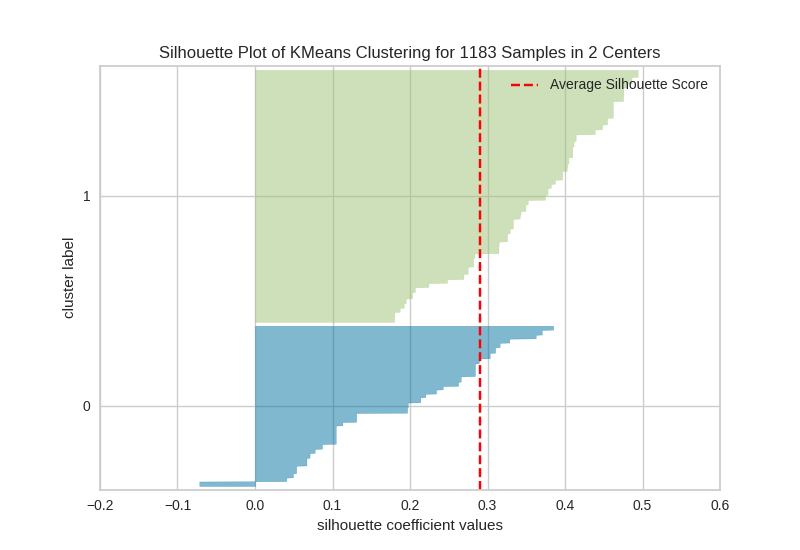 Silhouette Plot of KMeans Clustering for 1183 Samples in 2 Centers
Average Silhouette Score
1
0
cluster label
−0.2 −0.1 0.0 0.1 0.2 0.3 0.4 0.5 0.6
silhouette coefficient values